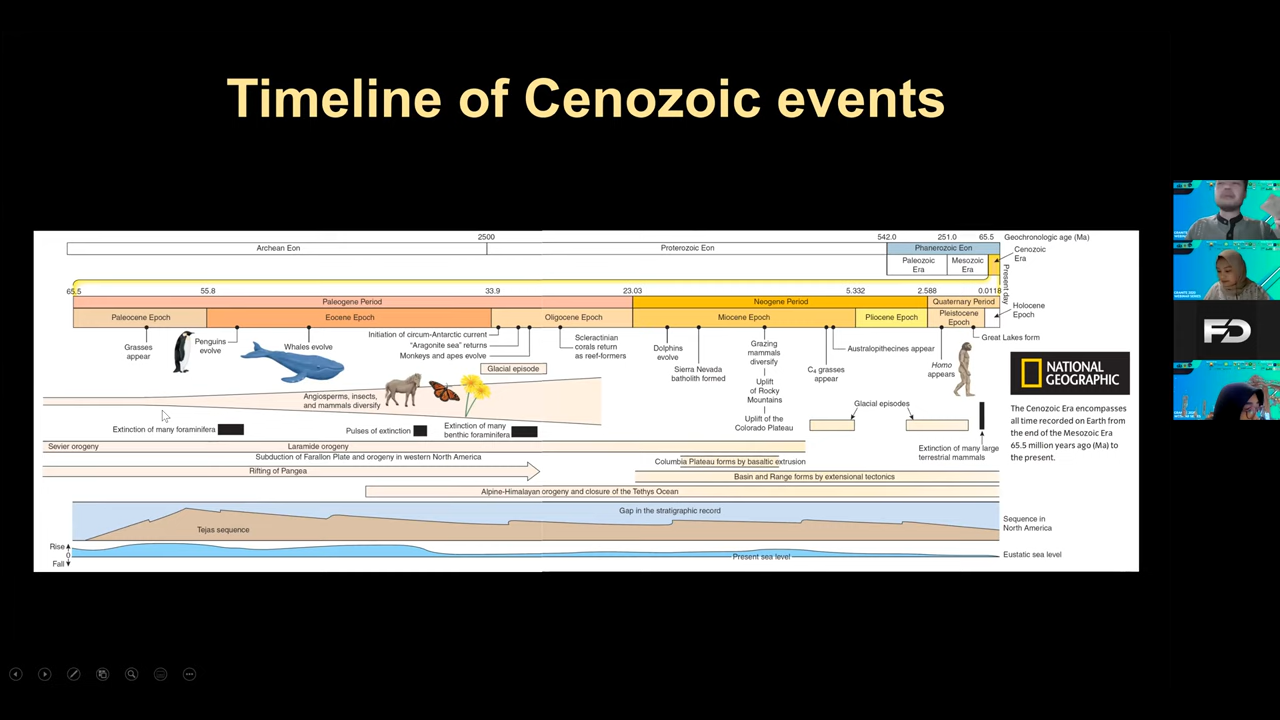 Timeline of Cenozoic events
2500
542.0
251.0
65.5
Geochronologic age (Ma)
Archean Eon
Proterozoic Eon
Phanerozoic Eon
Cenozoic
Era
Paleozoic
Era
Mesozoic
Era
Present day
65.5
55.8
33.9
23.03
5.332
2.588
0.0118
Paleogene Period
Neogene Period
Quaternary Period
Paleocene Epoch
Eocene Epoch
Oligocene Epoch
Miocene Epoch
Pliocene Epoch
Pleistocene
Epoch
Holocene
Epoch
Grasses
appear
Penguins
evolve
Whales evolve
Initiation of circum-Antarctic current
"Aragonite sea" returns
Monkeys and apes evolve
Glacial episode
Scleractinian
corals return
as reef-formers
Dolphins
evolve
Sierra Nevada
batholith formed
Grazing
mammals
diversify
Uplift
of Rocky
Mountains
Uplift of the
Colorado Plateau
C4 grasses
appear
Australopithecines appear
Homo
appears
Great Lakes form
Glacial episodes
Extinction of many large
terrestrial mammals
Angiosperms, insects,
and mammals diversify
Extinction of many foraminifera
Pulses of extinction
Extinction of many
benthic foraminifera
Sevier orogeny
Laramide orogeny
Subduction of Farallon Plate and orogeny in western North America
Rifting of Pangea
Columbia Plateau forms by basaltic extrusion
Basin and Range forms by extensional tectonics
Alpine-Himalayan orogeny and closure of the Tethys Ocean
Gap in the stratigraphic record
Tejas sequence
Sequence in
North America
Rise
0
Fall
Present sea level
Eustatic sea level
NATIONAL
GEOGRAPHIC
The Cenozoic Era encompasses
all time recorded on Earth from
the end of the Mesozoic Era
65.5 million years ago (Ma) to
the present.
FD